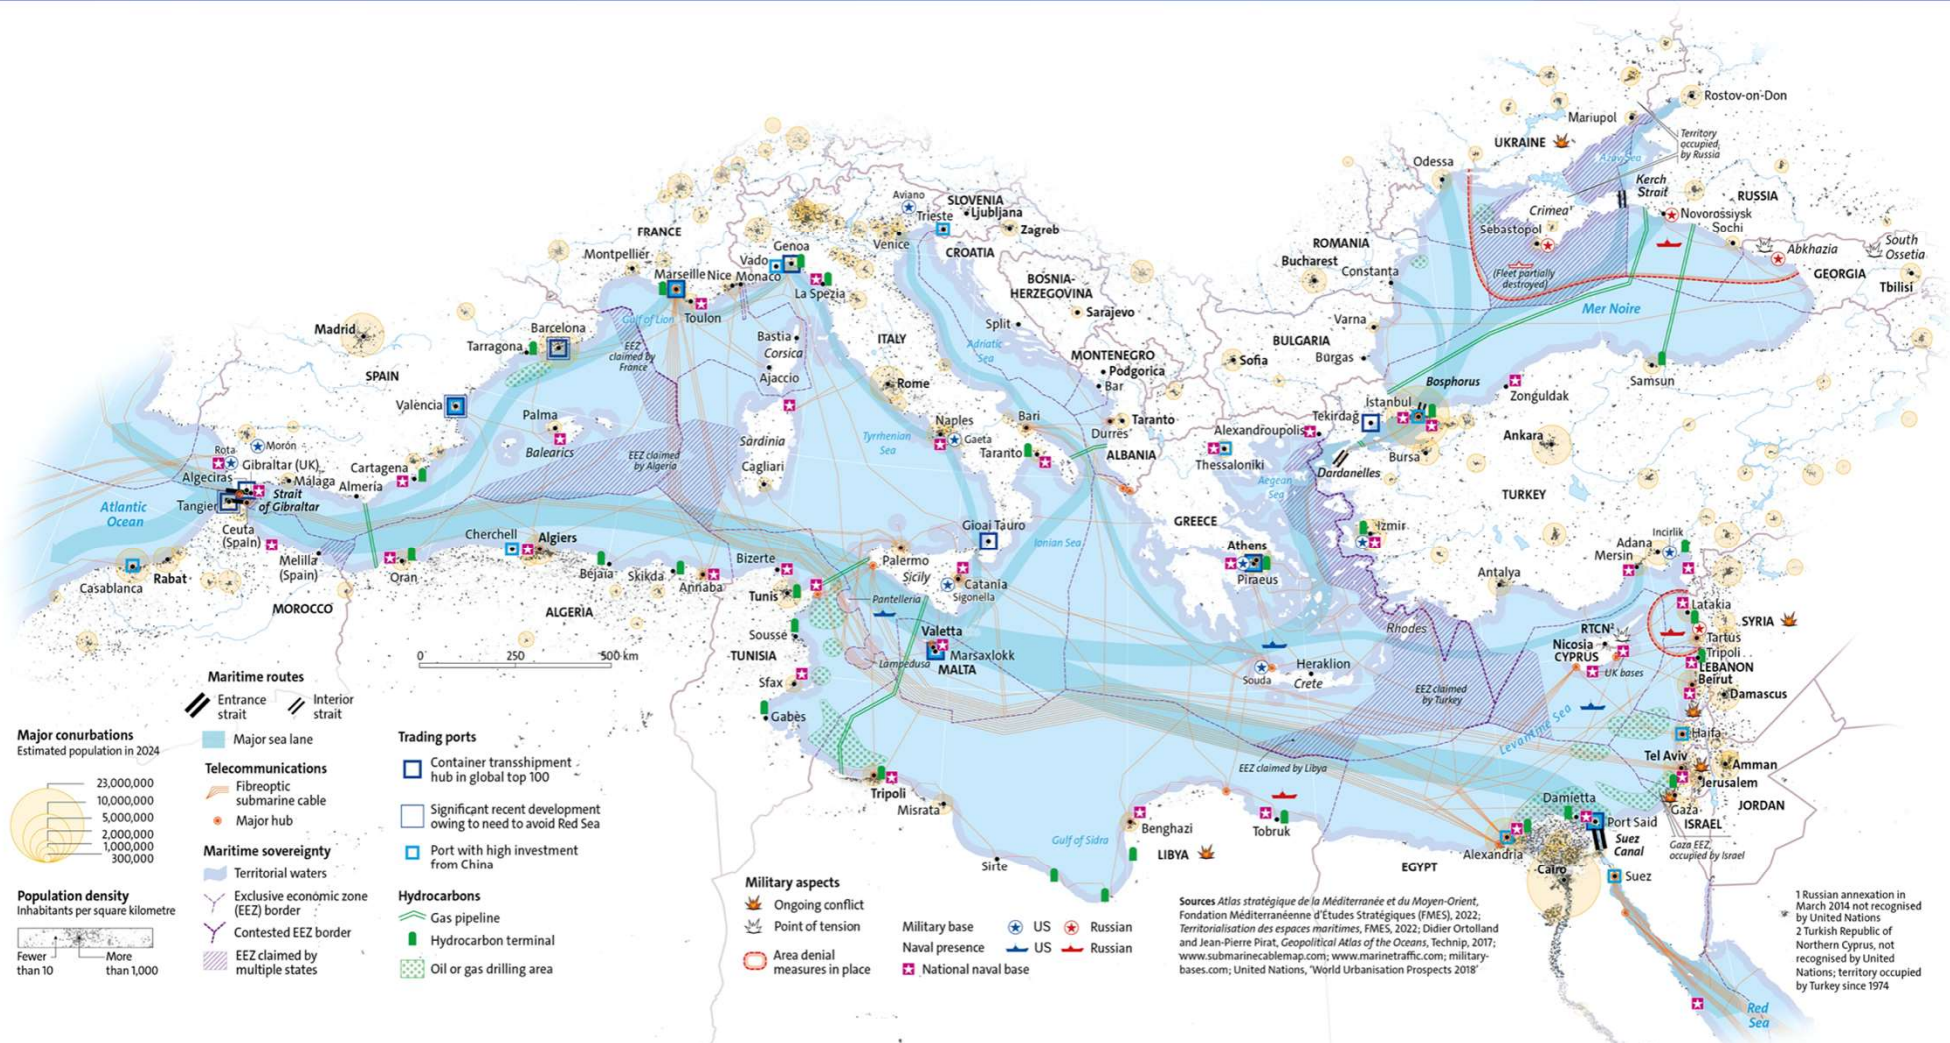 Rostov-on-Don
Mariupol
UKRAINE
Territory
occupied
by Russia
Azov Sea
Odessa
Kerch
Strait
RUSSIA
Crimea¹
Novorossiysk
Sebastopol
Sochi
Abkhazia
South
Ossetia
(Fleet partially
destroyed)
GEORGIA
Tbilisi
ROMANIA
Bucharest
Constanta
Mer Noire
Varna
BULGARIA
Burgas
Sofia
Samsun
Bosphorus
Zonguldak
İstanbul
Tekirdağ
Alexandroupolis
Thessaloniki
Dardanelles
Bursa
Ankara
TURKEY
Aegean
Sea
Izmir
Incirlik
Adana
Mersin
Antalya
GREECE
Athens
Piraeus
Rhodes
Heraklion
Souda
Crete
Latakia
SYRIA
Tartus
Tripoli
LEBANON
Beirut
Damascus
RTCN²
Nicosia
CYPRUS
UK bases
EEZ claimed
by Turkey
Levantine Sea
Haifa
Tel Aviv
Amman
Jerusalem
JORDAN
Gaza
ISRAEL
Gaza EEZ
occupied by Israel
Damietta
Port Said
Suez
Canal
Alexandria
Cairo
Suez
EGYPT
Red
Sea
EEZ claimed by Libya
Tobruk
Benghazi
LIBYA
Gulf of Sidra
Sirte
Misrata
Tripoli
Aviano
SLOVENIA
Ljubljana
Trieste
Zagreb
Venice
CROATIA
BOSNIA-
HERZEGOVINA
Sarajevo
Split
MONTENEGRO
Podgorica
Bar
Taranto
Durrës
ALBANIA
Adriatic
Sea
Bari
Taranto
Ionian Sea
FRANCE
Montpellier
Marseille
Nice
Monaco
Toulon
Gulf of Lion
Genoa
Vado
La Spezia
Bastia
Corsica
Ajaccio
ITALY
Rome
Naples
Gaeta
Tyrrhenian
Sea
Sardinia
Cagliari
Gioai Tauro
Palermo
Sicily
Catania
Sigonella
Pantelleria
Lampedusa
Valetta
Marsaxlokk
MALTA
Madrid
SPAIN
Barcelona
Tarragona
EEZ
claimed by
France
Valencia
Palma
Balearics
EEZ claimed
by Algeria
Rota
Morón
Gibraltar (UK)
Algeciras
Málaga
Almería
Cartagena
Tangier
Strait
of Gibraltar
Ceuta
(Spain)
Melilla
(Spain)
Atlantic
Ocean
Casablanca
Rabat
MOROCCO
Oran
Cherchell
Algiers
Béjaïa
Skikda
Annaba
ALGERIA
Bizerte
Tunis
Sousse
TUNISIA
Sfax
Gabès
0 250 500 km
Major conurbations
Estimated population in 2024
23,000,000
10,000,000
5,000,000
2,000,000
1,000,000
300,000
Population density
Inhabitants per square kilometre
Fewer
than 10
More
than 1,000
Maritime routes
Entrance
strait
Interior
strait
Major sea lane
Telecommunications
Fibreoptic
submarine cable
Major hub
Maritime sovereignty
Territorial waters
Exclusive economic zone
(EEZ) border
Contested EEZ border
EEZ claimed by
multiple states
Trading ports
Container transshipment
hub in global top 100
Significant recent development
owing to need to avoid Red Sea
Port with high investment
from China
Hydrocarbons
Gas pipeline
Hydrocarbon terminal
Oil or gas drilling area
Military aspects
Ongoing conflict
Point of tension
Area denial
measures in place
Military base US Russian
Naval presence US Russian
National naval base
Sources Atlas stratégique de la Méditerranée et du Moyen-Orient,
Fondation Méditerranéenne d'Études Stratégiques (FMES), 2022;
Territorialisation des espaces maritimes, FMES, 2022; Didier Ortolland
and Jean-Pierre Pirat, Geopolitical Atlas of the Oceans, Technip, 2017;
www.submarinecablemap.com; www.marinetraffic.com; military-
bases.com; United Nations, 'World Urbanisation Prospects 2018'
1 Russian annexation in
March 2014 not recognised
by United Nations
2 Turkish Republic of
Northern Cyprus, not
recognised by United
Nations; territory occupied
by Turkey since 1974